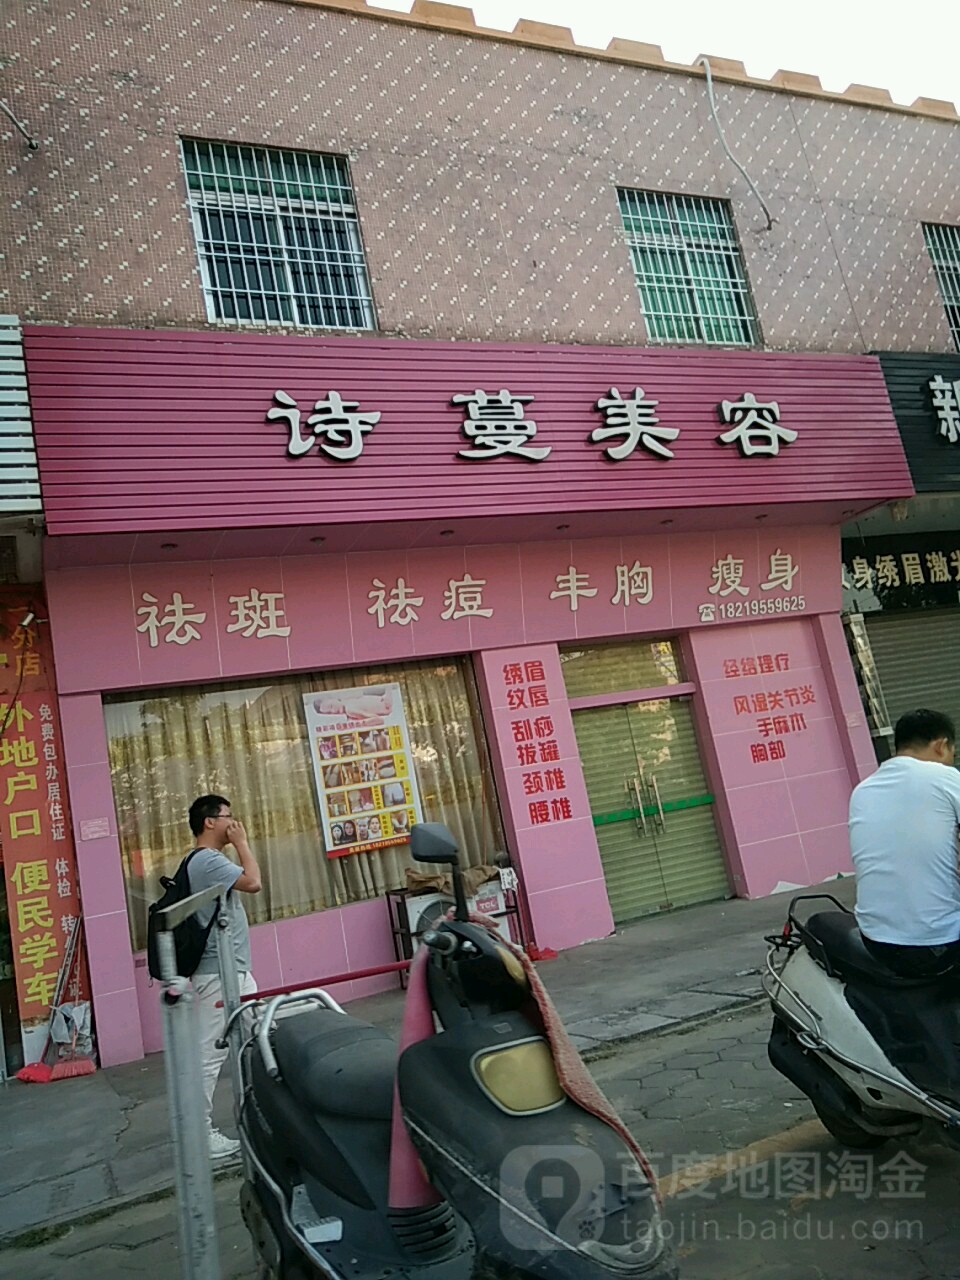 诗蔓美容
新
祛斑 祛痘 丰胸 瘦身
☎18219559625
身绣眉激光
绣眉
纹唇
刮痧
拔罐
颈椎
腰椎
经络理疗
风湿关节炎
手麻木
胸部
外地户口 便民学车
免费包办居住证 体检
TCL
百度地图淘金
taojin.baidu.com